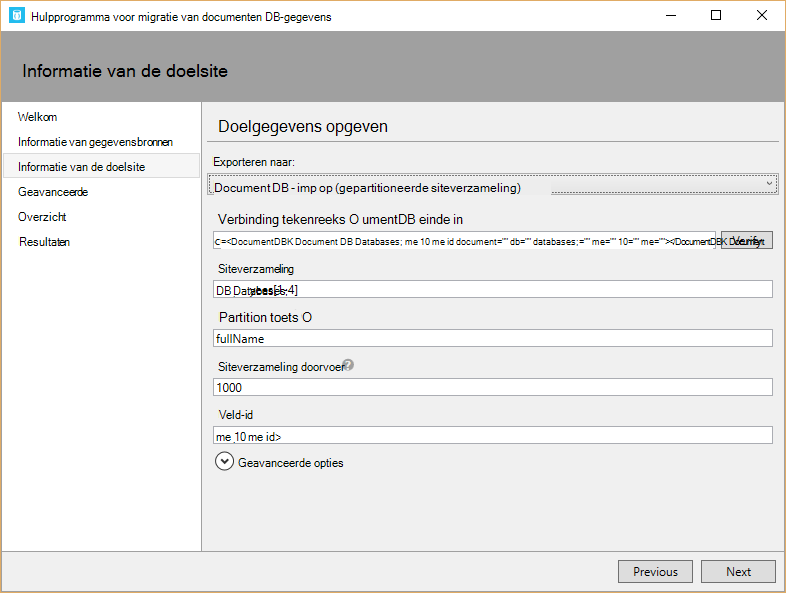 Hulpprogramma voor migratie van documenten DB-gegevens
Informatie van de doelsite
Welkom
Informatie van gegevensbronnen
Informatie van de doelsite
Geavanceerde
Overzicht
Resultaten
Doelgegevens opgeven
Exporteren naar:
Document DB - imp op (gepartitioneerde siteverzameling)
Verbinding tekenreeks O umentDB einde in
C=<DocumentDBK Document DB Databases; me 10 me id document="" db="" databases;="" me="" 10="" me=""></DocumentDBK Document
Verify
Siteverzameling
DB Databases;
Partition toets O
fullName
Siteverzameling doorvoer
1000
Veld-id
me 10 me id>
Geavanceerde opties
Previous
Next